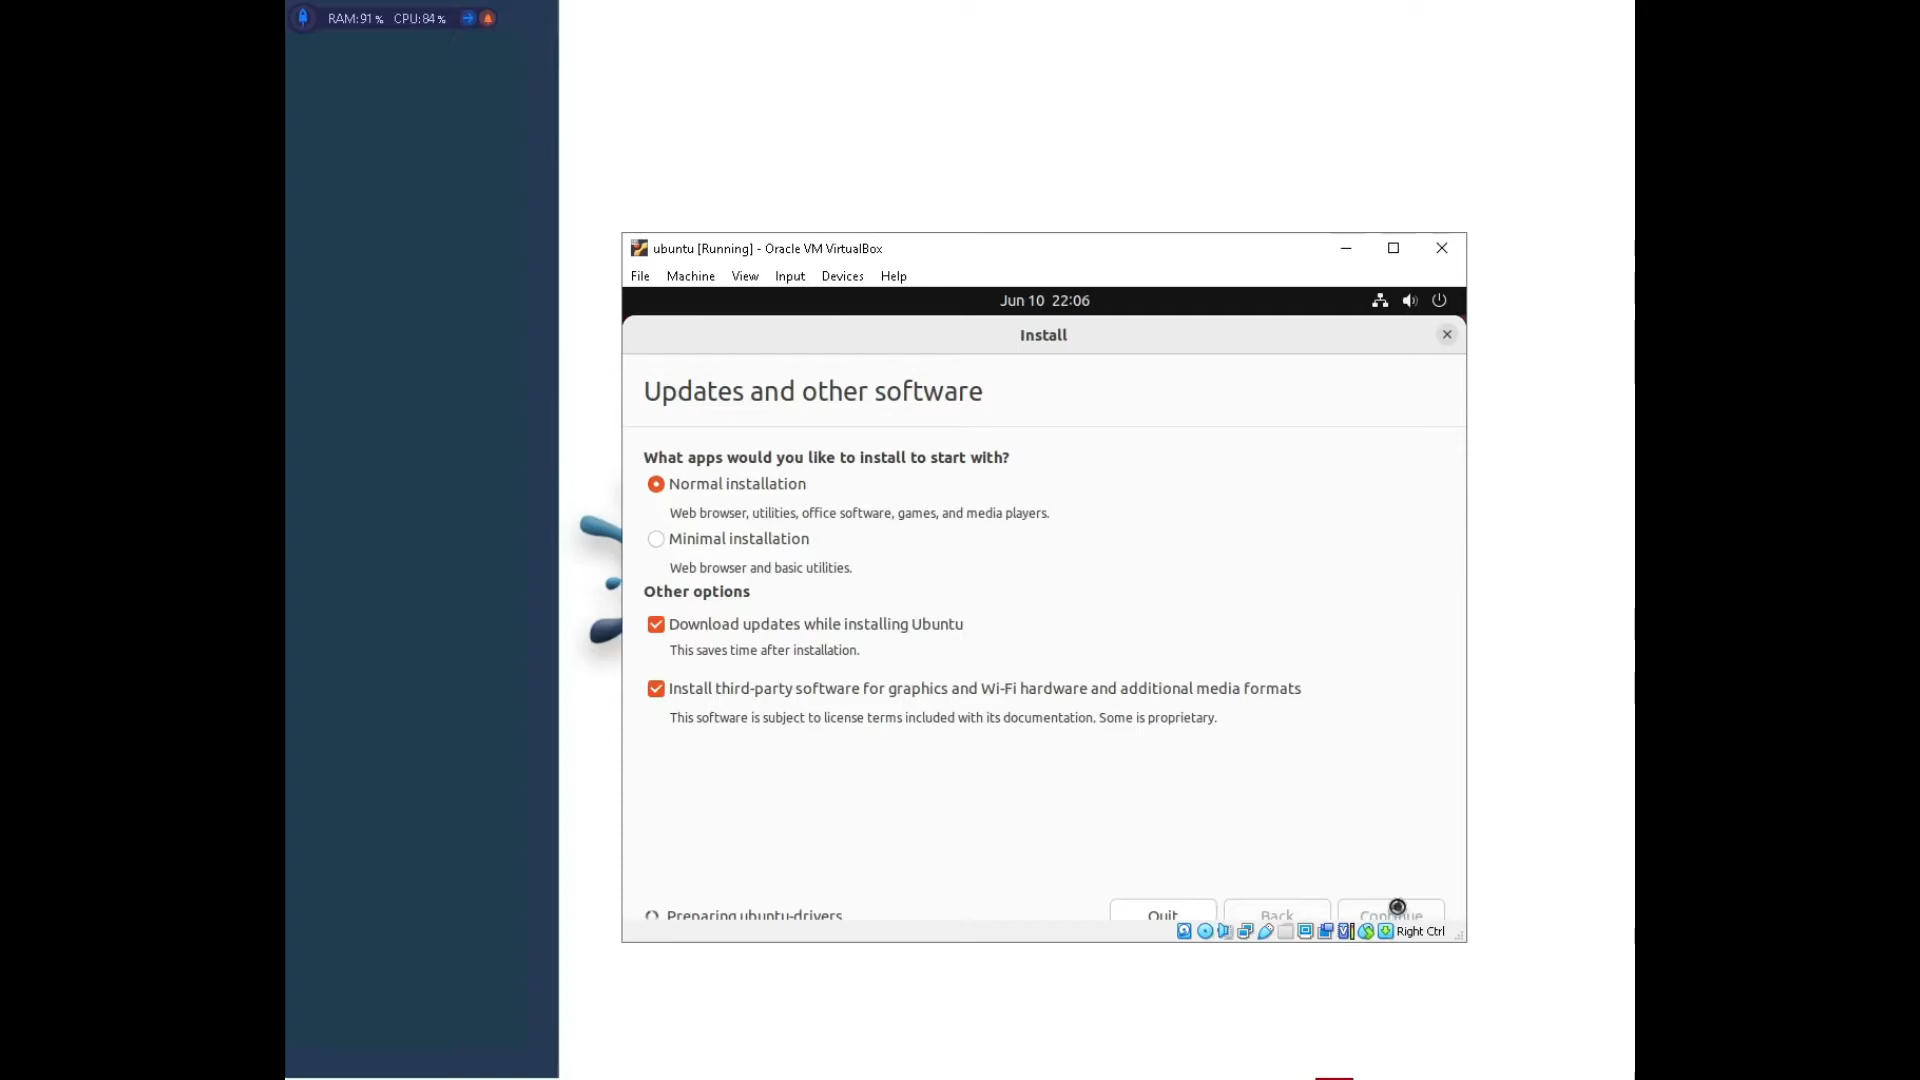 RAM:91% CPU:84%
ubuntu [Running] - Oracle VM VirtualBox
File Machine View Input Devices Help
Jun 10 22:06
Install
Updates and other software
What apps would you like to install to start with?
Normal installation
Web browser, utilities, office software, games, and media players.
Minimal installation
Web browser and basic utilities.
Other options
Download updates while installing Ubuntu
This saves time after installation.
Install third-party software for graphics and Wi-Fi hardware and additional media formats
This software is subject to license terms included with its documentation. Some is proprietary.
Preparing ubuntu-drivers Quit Back Continue
Right Ctrl